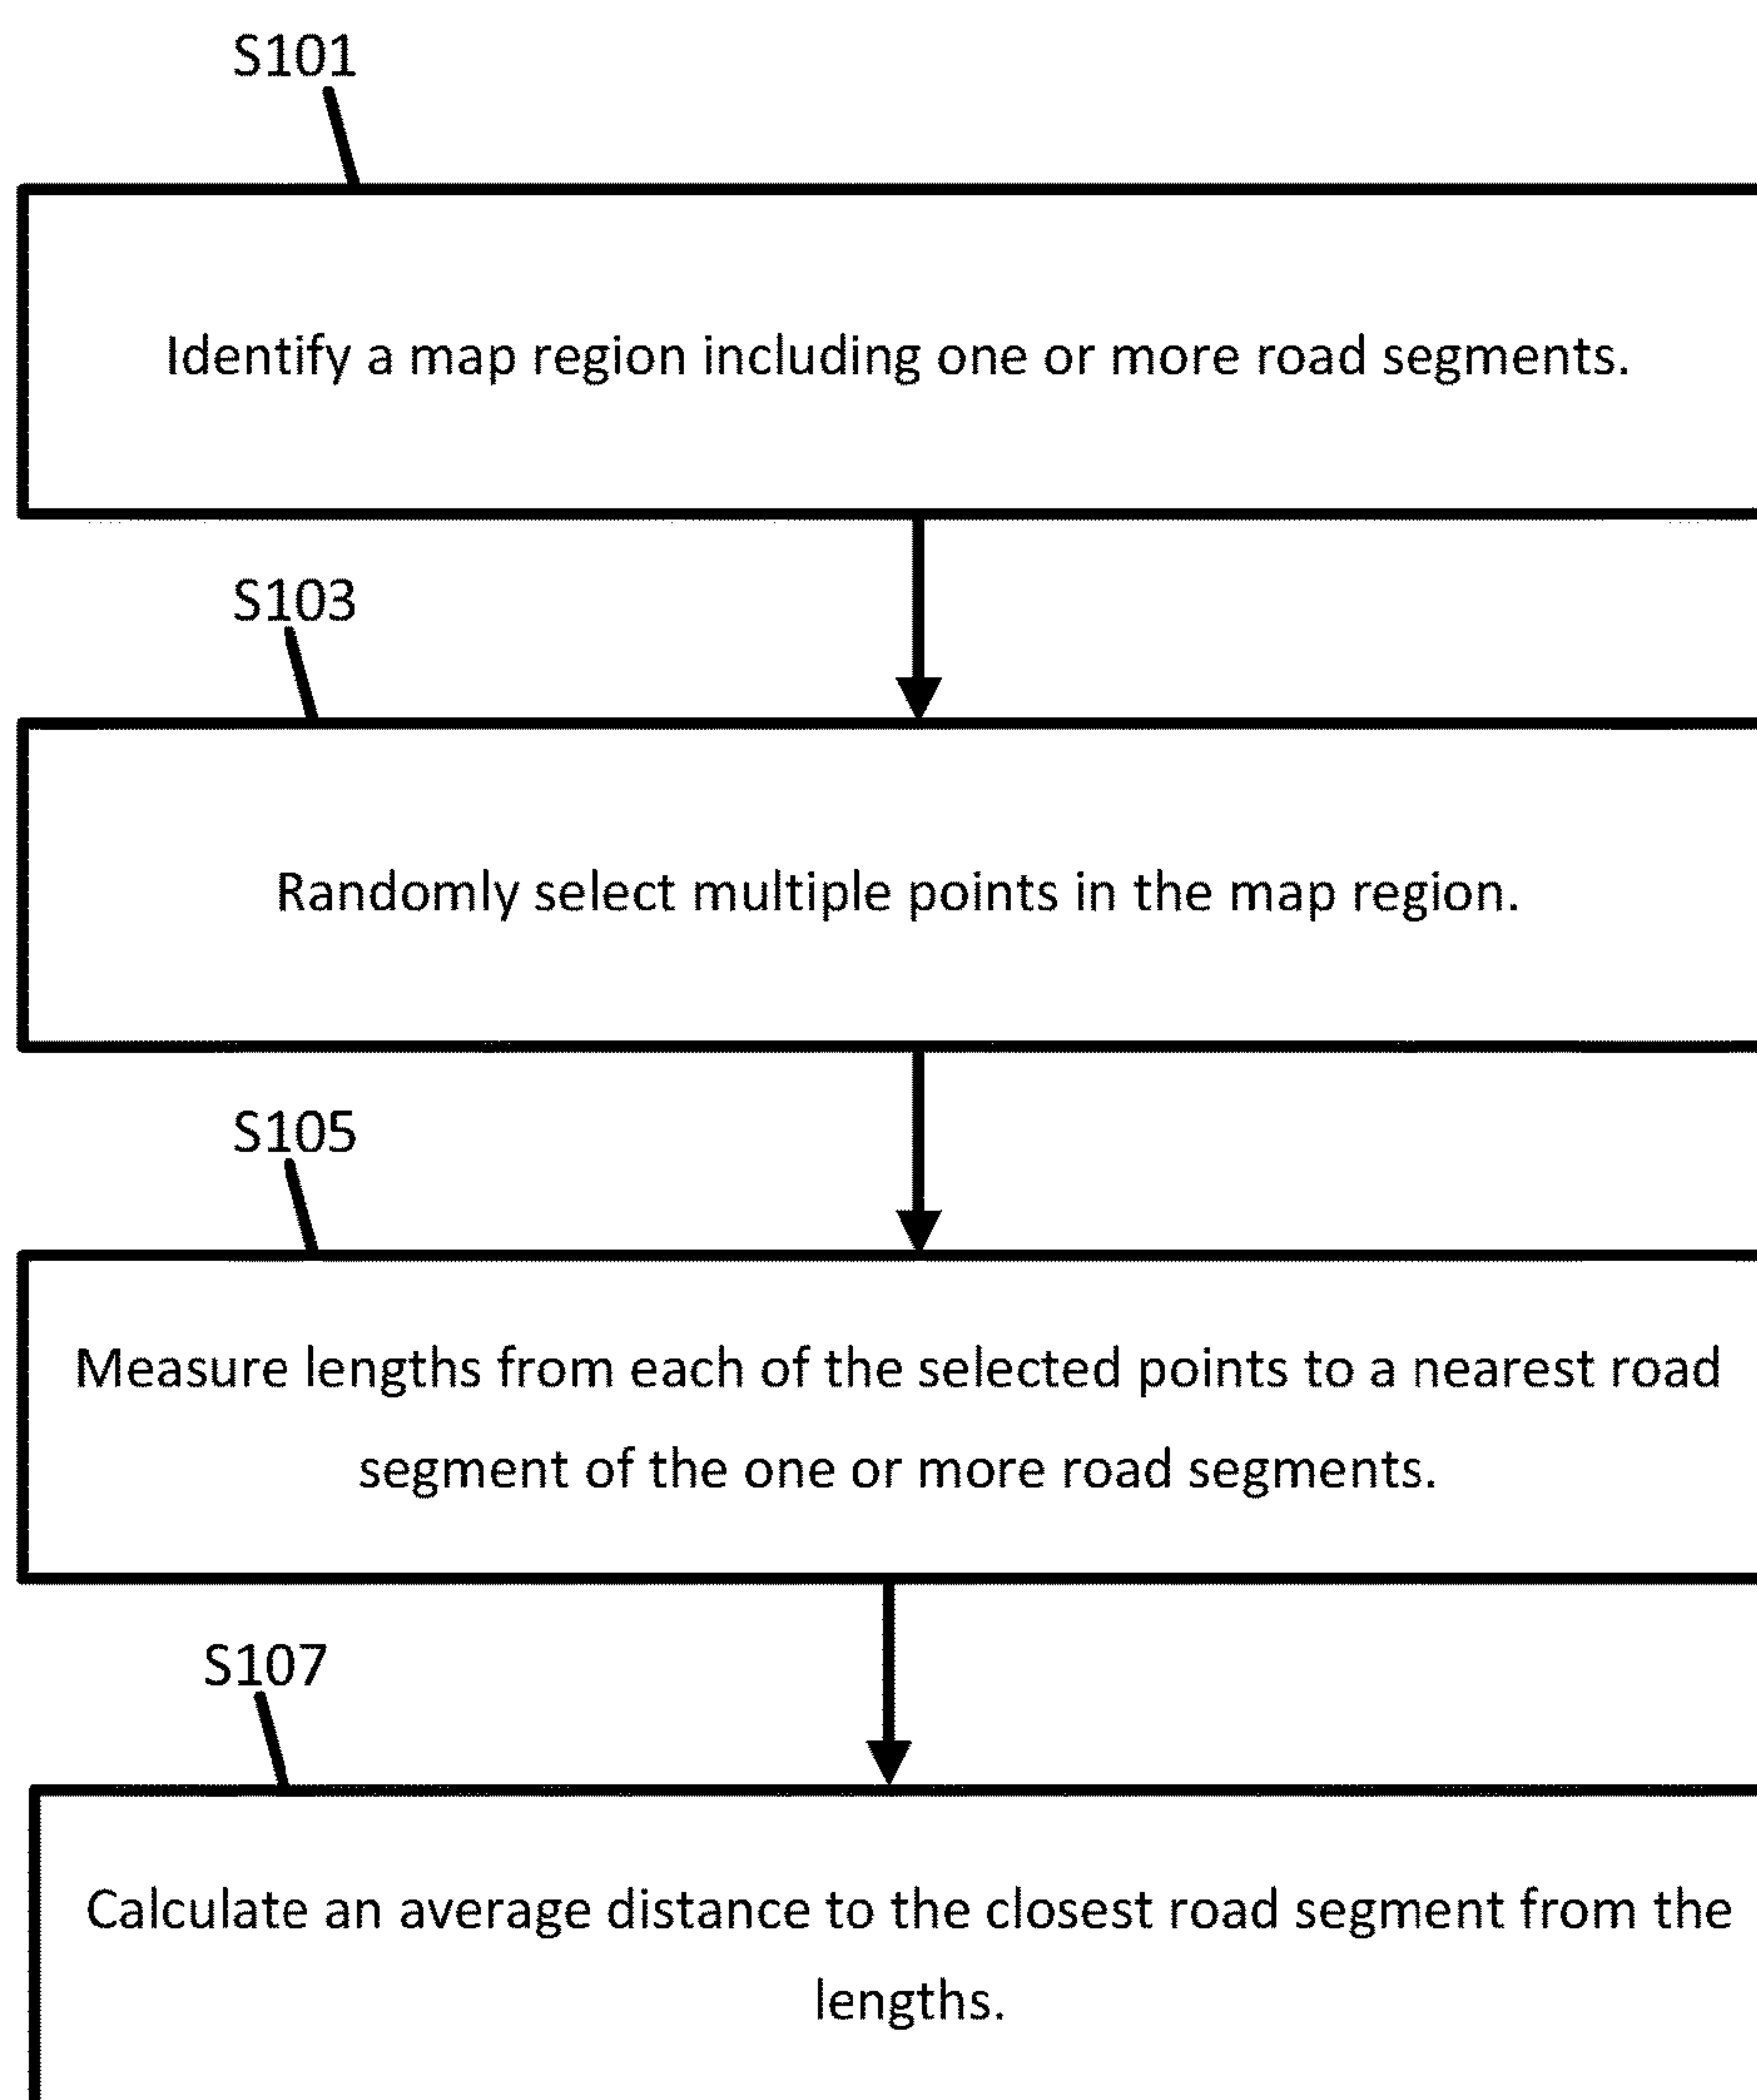 S101
Identify a map region including one or more road segments.
S103
Randomly select multiple points in the map region.
S105
Measure lengths from each of the selected points to a nearest road
segment of the one or more road segments.
S107
Calculate an average distance to the closest road segment from the
lengths.